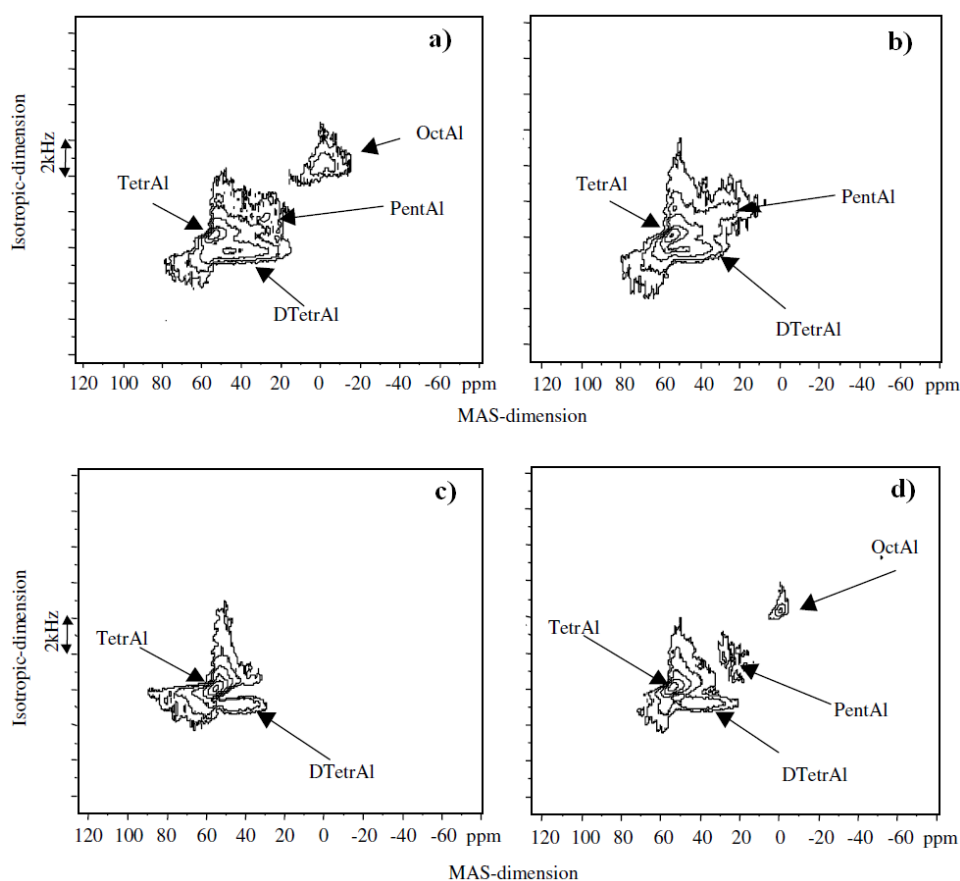 a)
OctAl
TetrAl
PentAl
DTetrAl
Isotropic-dimension
2kHz
120 100 80 60 40 20 0 -20 -40 -60 ppm
b)
TetrAl
PentAl
DTetrAl
120 100 80 60 40 20 0 -20 -40 -60 ppm
MAS-dimension
c)
TetrAl
DTetrAl
Isotropic-dimension
2kHz
120 100 80 60 40 20 0 -20 -40 -60 ppm
d)
OctAl
TetrAl
PentAl
DTetrAl
120 100 80 60 40 20 0 -20 -40 -60 ppm
MAS-dimension